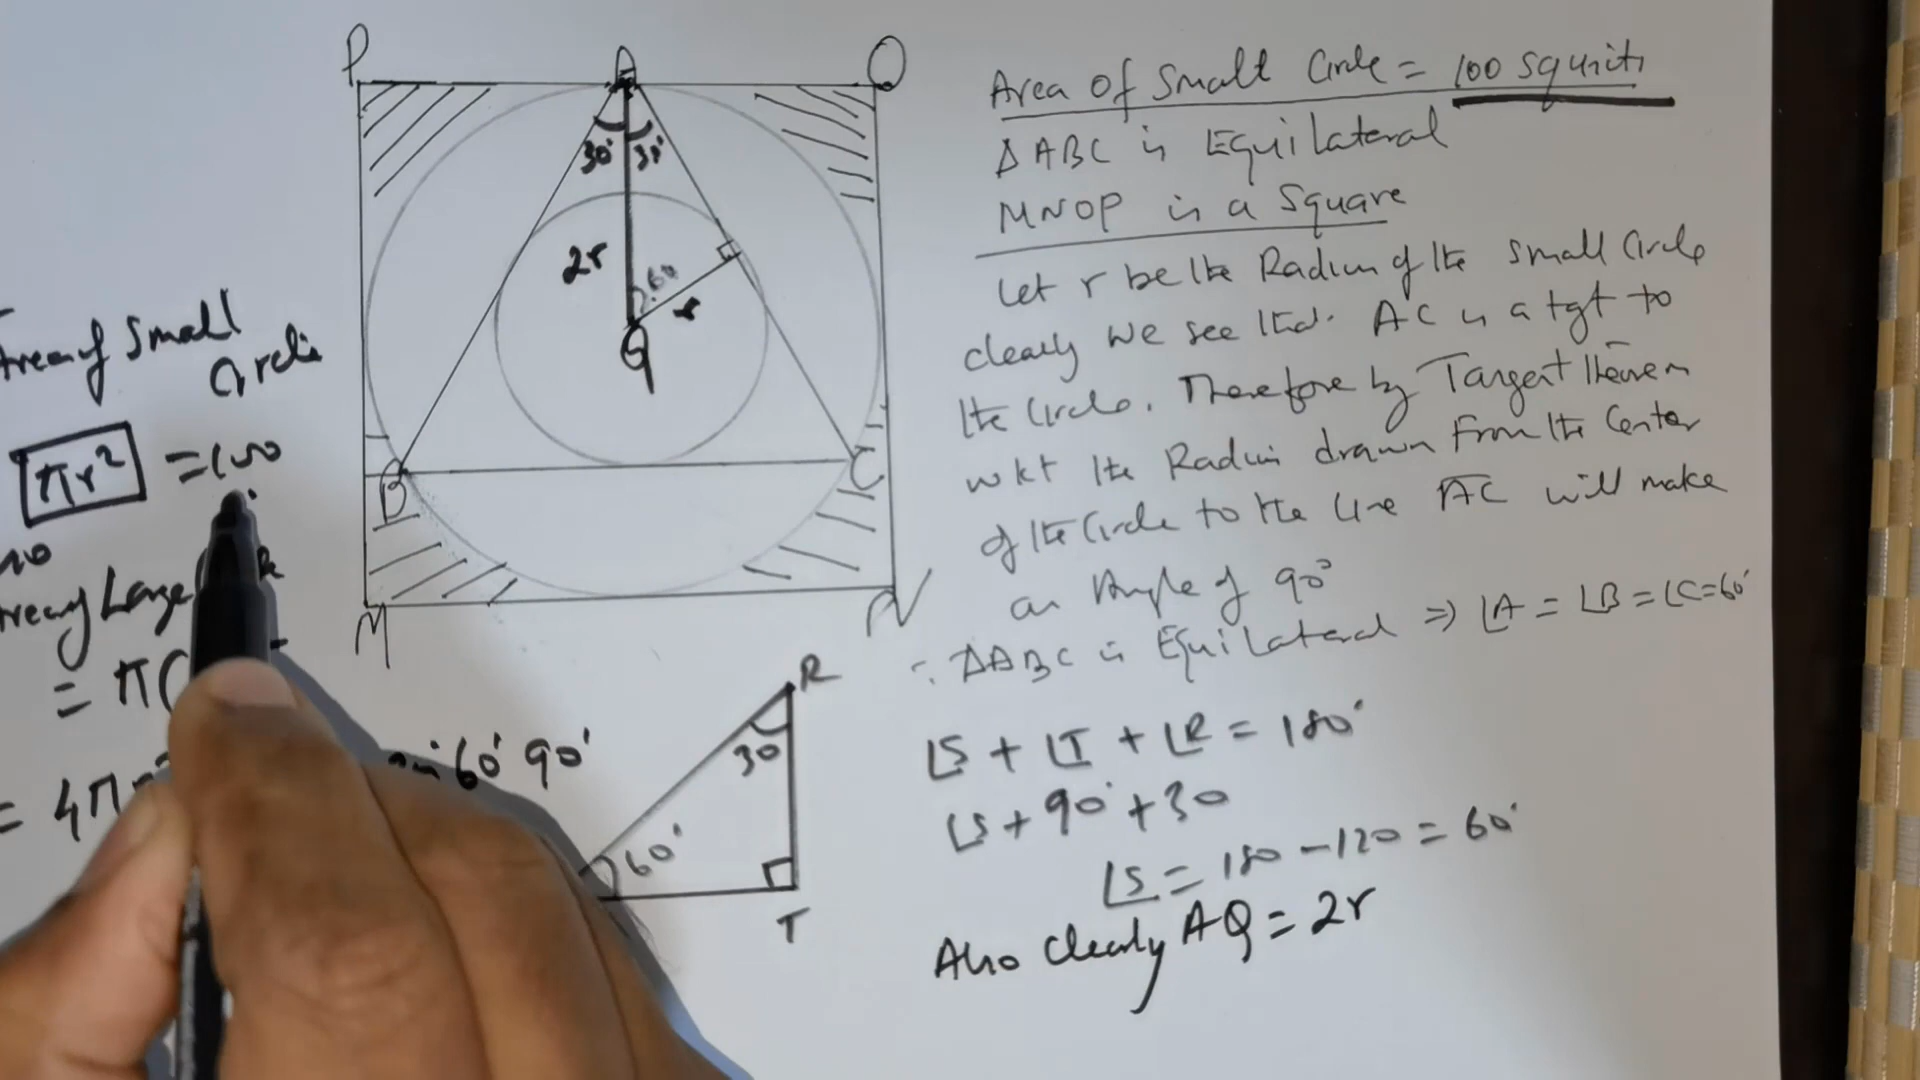 P
A
O
30° 30°
2r
60
r
Q
B
C
M
N
Area of Small Circle = 100 squnits
ΔABC is Equilateral
MNOP is a Square
Let r be the Radius of the small Circle
clearly we see that. AC is a tgt to
the Circle. Therefore by Tangent theorem
wkt the Radius drawn from the Center
of the Circle to the line AC will make
an Angle of 90°
∴ ΔABC is Equilateral ⇒ ∠A = ∠B = ∠C=60°
∠S + ∠T + ∠R = 180°
∠S + 90° + 30
∠S = 180 - 120 = 60°
Also Clearly AQ = 2r
Area of Small
Circle
πr² = 100
Area of Large
= π(
= 4π
60° 90°
R
30
60°
T